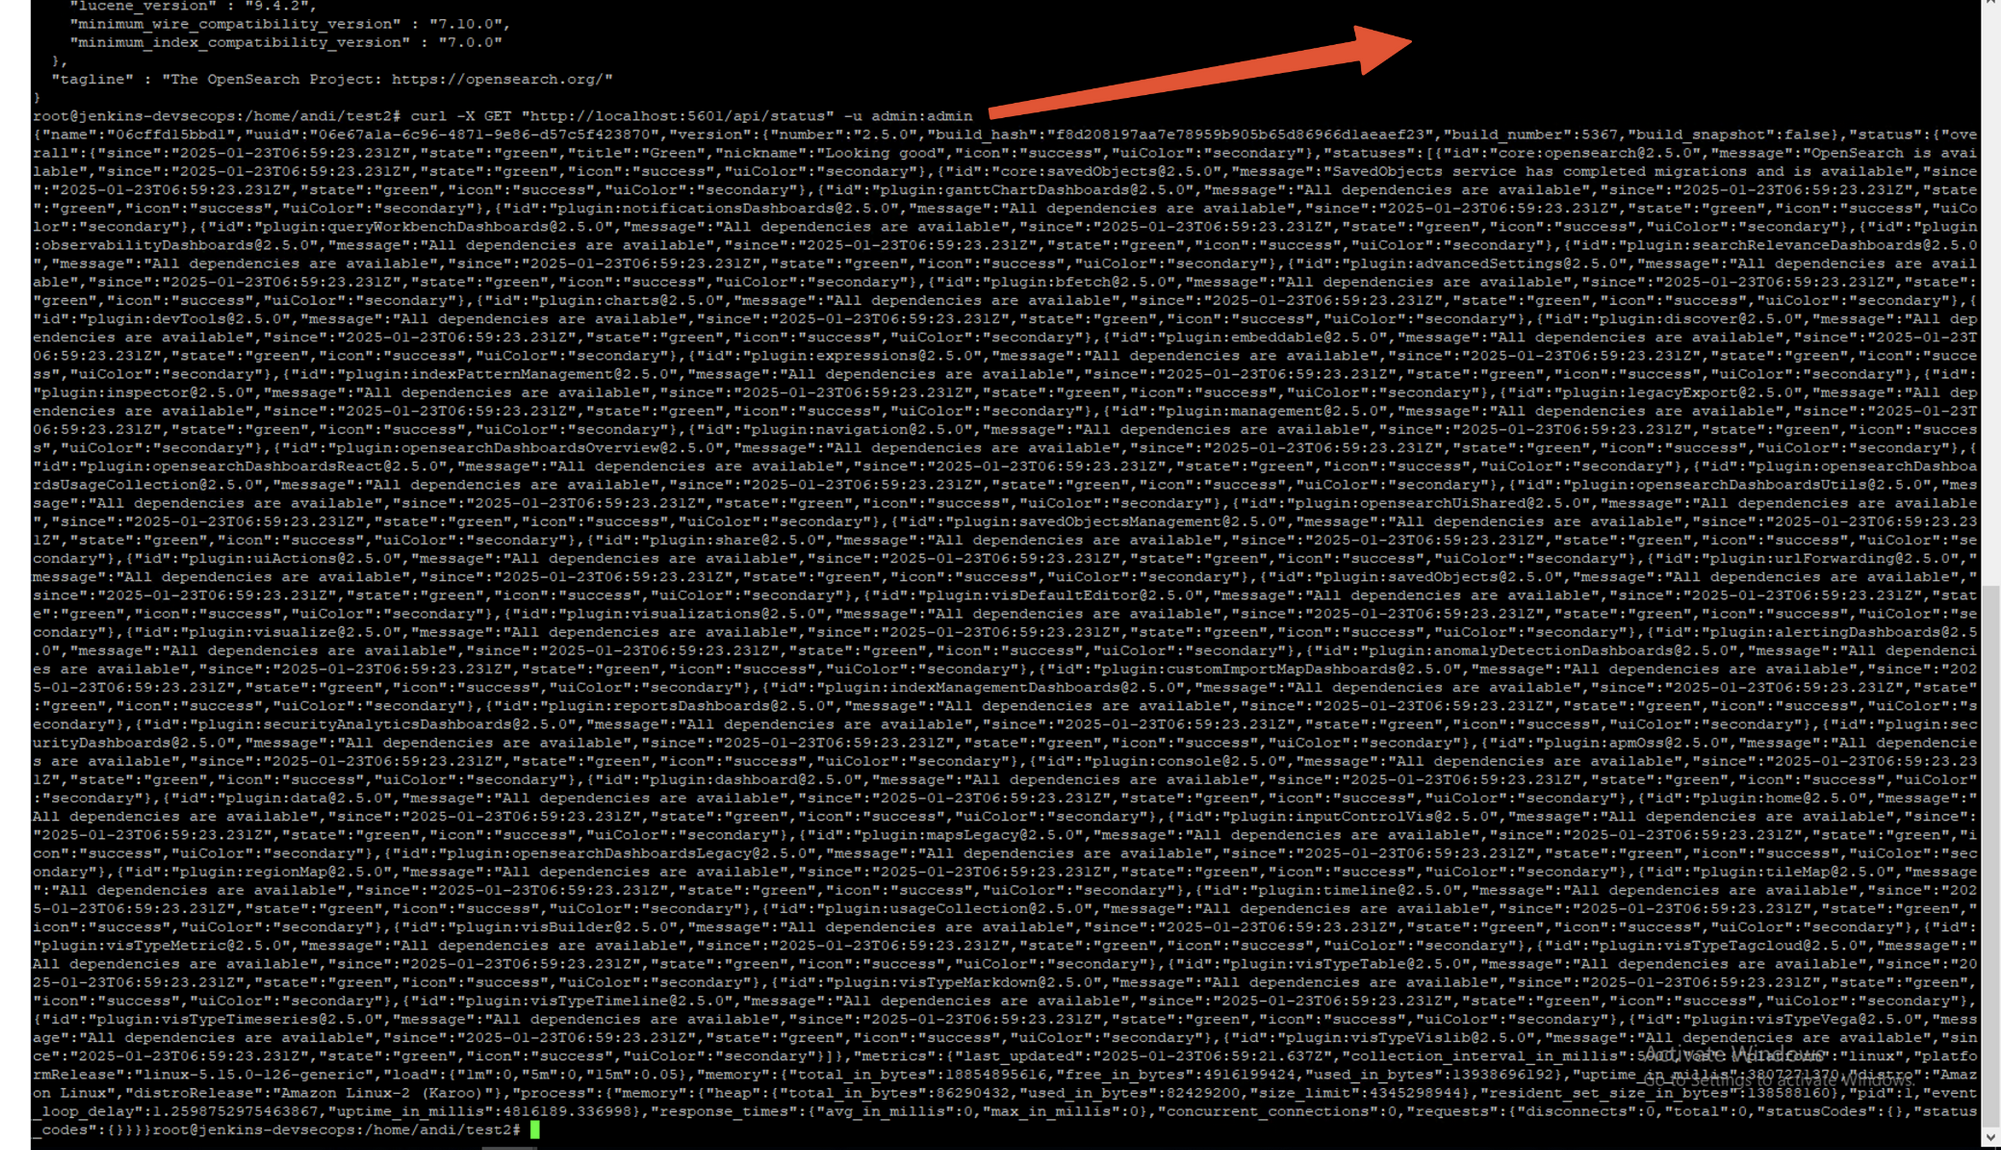 "lucene_version" : "9.4.2",
"minimum_wire_compatibility_version" : "7.10.0",
"minimum_index_compatibility_version" : "7.0.0"
},
"tagline" : "The OpenSearch Project: https://opensearch.org/"
}
root@jenkins-devsecops:/home/andi/test2# curl -X GET "http://localhost:5601/api/status" -u admin:admin
{"name":"06cffd15bbd1","uuid":"06e67a1a-6c96-4871-9e86-d57c5f423870","version":{"number":"2.5.0","build_hash":"f8d208197aa7e78959b905b65d86966d1aeaef23","build_number":5367,"build_snapshot":false},"status":{"ove
rall":{"since":"2025-01-23T06:59:23.231Z","state":"green","title":"Green","nickname":"Looking good","icon":"success","uiColor":"secondary"},"statuses":[{"id":"core:opensearch@2.5.0","message":"OpenSearch is avai
lable","since":"2025-01-23T06:59:23.231Z","state":"green","icon":"success","uiColor":"secondary"},{"id":"core:savedObjects@2.5.0","message":"SavedObjects service has completed migrations and is available","since
":"2025-01-23T06:59:23.231Z","state":"green","icon":"success","uiColor":"secondary"},{"id":"plugin:ganttChartDashboards@2.5.0","message":"All dependencies are available","since":"2025-01-23T06:59:23.231Z","state
":"green","icon":"success","uiColor":"secondary"},{"id":"plugin:notificationsDashboards@2.5.0","message":"All dependencies are available","since":"2025-01-23T06:59:23.231Z","state":"green","icon":"success","uiCo
lor":"secondary"},{"id":"plugin:queryWorkbenchDashboards@2.5.0","message":"All dependencies are available","since":"2025-01-23T06:59:23.231Z","state":"green","icon":"success","uiColor":"secondary"},{"id":"plugin
:observabilityDashboards@2.5.0","message":"All dependencies are available","since":"2025-01-23T06:59:23.231Z","state":"green","icon":"success","uiColor":"secondary"},{"id":"plugin:searchRelevanceDashboards@2.5.0
","message":"All dependencies are available","since":"2025-01-23T06:59:23.231Z","state":"green","icon":"success","uiColor":"secondary"},{"id":"plugin:advancedSettings@2.5.0","message":"All dependencies are avail
able","since":"2025-01-23T06:59:23.231Z","state":"green","icon":"success","uiColor":"secondary"},{"id":"plugin:bfetch@2.5.0","message":"All dependencies are available","since":"2025-01-23T06:59:23.231Z","state":
"green","icon":"success","uiColor":"secondary"},{"id":"plugin:charts@2.5.0","message":"All dependencies are available","since":"2025-01-23T06:59:23.231Z","state":"green","icon":"success","uiColor":"secondary"},{
"id":"plugin:devTools@2.5.0","message":"All dependencies are available","since":"2025-01-23T06:59:23.231Z","state":"green","icon":"success","uiColor":"secondary"},{"id":"plugin:discover@2.5.0","message":"All dep
endencies are available","since":"2025-01-23T06:59:23.231Z","state":"green","icon":"success","uiColor":"secondary"},{"id":"plugin:embeddable@2.5.0","message":"All dependencies are available","since":"2025-01-23T
06:59:23.231Z","state":"green","icon":"success","uiColor":"secondary"},{"id":"plugin:expressions@2.5.0","message":"All dependencies are available","since":"2025-01-23T06:59:23.231Z","state":"green","icon":"succe
ss","uiColor":"secondary"},{"id":"plugin:indexPatternManagement@2.5.0","message":"All dependencies are available","since":"2025-01-23T06:59:23.231Z","state":"green","icon":"success","uiColor":"secondary"},{"id":
"plugin:inspector@2.5.0","message":"All dependencies are available","since":"2025-01-23T06:59:23.231Z","state":"green","icon":"success","uiColor":"secondary"},{"id":"plugin:legacyExport@2.5.0","message":"All dep
endencies are available","since":"2025-01-23T06:59:23.231Z","state":"green","icon":"success","uiColor":"secondary"},{"id":"plugin:management@2.5.0","message":"All dependencies are available","since":"2025-01-23T
06:59:23.231Z","state":"green","icon":"success","uiColor":"secondary"},{"id":"plugin:navigation@2.5.0","message":"All dependencies are available","since":"2025-01-23T06:59:23.231Z","state":"green","icon":"succes
s","uiColor":"secondary"},{"id":"plugin:opensearchDashboardsOverview@2.5.0","message":"All dependencies are available","since":"2025-01-23T06:59:23.231Z","state":"green","icon":"success","uiColor":"secondary"},{
"id":"plugin:opensearchDashboardsReact@2.5.0","message":"All dependencies are available","since":"2025-01-23T06:59:23.231Z","state":"green","icon":"success","uiColor":"secondary"},{"id":"plugin:opensearchDashboa
rdsUsageCollection@2.5.0","message":"All dependencies are available","since":"2025-01-23T06:59:23.231Z","state":"green","icon":"success","uiColor":"secondary"},{"id":"plugin:opensearchDashboardsUtils@2.5.0","mes
sage":"All dependencies are available","since":"2025-01-23T06:59:23.231Z","state":"green","icon":"success","uiColor":"secondary"},{"id":"plugin:opensearchUiShared@2.5.0","message":"All dependencies are available
","since":"2025-01-23T06:59:23.231Z","state":"green","icon":"success","uiColor":"secondary"},{"id":"plugin:savedObjectsManagement@2.5.0","message":"All dependencies are available","since":"2025-01-23T06:59:23.23
1Z","state":"green","icon":"success","uiColor":"secondary"},{"id":"plugin:share@2.5.0","message":"All dependencies are available","since":"2025-01-23T06:59:23.231Z","state":"green","icon":"success","uiColor":"se
condary"},{"id":"plugin:uiActions@2.5.0","message":"All dependencies are available","since":"2025-01-23T06:59:23.231Z","state":"green","icon":"success","uiColor":"secondary"},{"id":"plugin:urlForwarding@2.5.0","
message":"All dependencies are available","since":"2025-01-23T06:59:23.231Z","state":"green","icon":"success","uiColor":"secondary"},{"id":"plugin:savedObjects@2.5.0","message":"All dependencies are available","
since":"2025-01-23T06:59:23.231Z","state":"green","icon":"success","uiColor":"secondary"},{"id":"plugin:visDefaultEditor@2.5.0","message":"All dependencies are available","since":"2025-01-23T06:59:23.231Z","stat
e":"green","icon":"success","uiColor":"secondary"},{"id":"plugin:visualizations@2.5.0","message":"All dependencies are available","since":"2025-01-23T06:59:23.231Z","state":"green","icon":"success","uiColor":"se
condary"},{"id":"plugin:visualize@2.5.0","message":"All dependencies are available","since":"2025-01-23T06:59:23.231Z","state":"green","icon":"success","uiColor":"secondary"},{"id":"plugin:alertingDashboards@2.5
.0","message":"All dependencies are available","since":"2025-01-23T06:59:23.231Z","state":"green","icon":"success","uiColor":"secondary"},{"id":"plugin:anomalyDetectionDashboards@2.5.0","message":"All dependenci
es are available","since":"2025-01-23T06:59:23.231Z","state":"green","icon":"success","uiColor":"secondary"},{"id":"plugin:customImportMapDashboards@2.5.0","message":"All dependencies are available","since":"202
5-01-23T06:59:23.231Z","state":"green","icon":"success","uiColor":"secondary"},{"id":"plugin:indexManagementDashboards@2.5.0","message":"All dependencies are available","since":"2025-01-23T06:59:23.231Z","state"
:"green","icon":"success","uiColor":"secondary"},{"id":"plugin:reportsDashboards@2.5.0","message":"All dependencies are available","since":"2025-01-23T06:59:23.231Z","state":"green","icon":"success","uiColor":"s
econdary"},{"id":"plugin:securityAnalyticsDashboards@2.5.0","message":"All dependencies are available","since":"2025-01-23T06:59:23.231Z","state":"green","icon":"success","uiColor":"secondary"},{"id":"plugin:sec
urityDashboards@2.5.0","message":"All dependencies are available","since":"2025-01-23T06:59:23.231Z","state":"green","icon":"success","uiColor":"secondary"},{"id":"plugin:apmOss@2.5.0","message":"All dependencie
s are available","since":"2025-01-23T06:59:23.231Z","state":"green","icon":"success","uiColor":"secondary"},{"id":"plugin:console@2.5.0","message":"All dependencies are available","since":"2025-01-23T06:59:23.23
1Z","state":"green","icon":"success","uiColor":"secondary"},{"id":"plugin:dashboard@2.5.0","message":"All dependencies are available","since":"2025-01-23T06:59:23.231Z","state":"green","icon":"success","uiColor"
:"secondary"},{"id":"plugin:data@2.5.0","message":"All dependencies are available","since":"2025-01-23T06:59:23.231Z","state":"green","icon":"success","uiColor":"secondary"},{"id":"plugin:home@2.5.0","message":"
All dependencies are available","since":"2025-01-23T06:59:23.231Z","state":"green","icon":"success","uiColor":"secondary"},{"id":"plugin:inputControlVis@2.5.0","message":"All dependencies are available","since":
"2025-01-23T06:59:23.231Z","state":"green","icon":"success","uiColor":"secondary"},{"id":"plugin:mapsLegacy@2.5.0","message":"All dependencies are available","since":"2025-01-23T06:59:23.231Z","state":"green","i
con":"success","uiColor":"secondary"},{"id":"plugin:opensearchDashboardsLegacy@2.5.0","message":"All dependencies are available","since":"2025-01-23T06:59:23.231Z","state":"green","icon":"success","uiColor":"sec
ondary"},{"id":"plugin:regionMap@2.5.0","message":"All dependencies are available","since":"2025-01-23T06:59:23.231Z","state":"green","icon":"success","uiColor":"secondary"},{"id":"plugin:tileMap@2.5.0","message
":"All dependencies are available","since":"2025-01-23T06:59:23.231Z","state":"green","icon":"success","uiColor":"secondary"},{"id":"plugin:timeline@2.5.0","message":"All dependencies are available","since":"202
5-01-23T06:59:23.231Z","state":"green","icon":"success","uiColor":"secondary"},{"id":"plugin:usageCollection@2.5.0","message":"All dependencies are available","since":"2025-01-23T06:59:23.231Z","state":"green","
icon":"success","uiColor":"secondary"},{"id":"plugin:visBuilder@2.5.0","message":"All dependencies are available","since":"2025-01-23T06:59:23.231Z","state":"green","icon":"success","uiColor":"secondary"},{"id":
"plugin:visTypeMetric@2.5.0","message":"All dependencies are available","since":"2025-01-23T06:59:23.231Z","state":"green","icon":"success","uiColor":"secondary"},{"id":"plugin:visTypeTagcloud@2.5.0","message":"
All dependencies are available","since":"2025-01-23T06:59:23.231Z","state":"green","icon":"success","uiColor":"secondary"},{"id":"plugin:visTypeTable@2.5.0","message":"All dependencies are available","since":"20
25-01-23T06:59:23.231Z","state":"green","icon":"success","uiColor":"secondary"},{"id":"plugin:visTypeMarkdown@2.5.0","message":"All dependencies are available","since":"2025-01-23T06:59:23.231Z","state":"green",
"icon":"success","uiColor":"secondary"},{"id":"plugin:visTypeTimeline@2.5.0","message":"All dependencies are available","since":"2025-01-23T06:59:23.231Z","state":"green","icon":"success","uiColor":"secondary"},
{"id":"plugin:visTypeTimeseries@2.5.0","message":"All dependencies are available","since":"2025-01-23T06:59:23.231Z","state":"green","icon":"success","uiColor":"secondary"},{"id":"plugin:visTypeVega@2.5.0","mess
age":"All dependencies are available","since":"2025-01-23T06:59:23.231Z","state":"green","icon":"success","uiColor":"secondary"},{"id":"plugin:visTypeVislib@2.5.0","message":"All dependencies are available","sin
ce":"2025-01-23T06:59:23.231Z","state":"green","icon":"success","uiColor":"secondary"}]},"metrics":{"last_updated":"2025-01-23T06:59:21.637Z","collection_interval_in_millis":5000,"os":{"platform":"linux","platfo
rmRelease":"linux-5.15.0-126-generic","load":{"1m":0,"5m":0,"15m":0.05},"memory":{"total_in_bytes":18854895616,"free_in_bytes":4916199424,"used_in_bytes":13938696192},"uptime_in_millis":3807271370,"distro":"Amaz
on Linux","distroRelease":"Amazon Linux-2 (Karoo)"},"process":{"memory":{"heap":{"total_in_bytes":86290432,"used_in_bytes":82429200,"size_limit":4345298944},"resident_set_size_in_bytes":138588160},"pid":1,"event
_loop_delay":1.2598752975463867,"uptime_in_millis":4816189.336998},"response_times":{"avg_in_millis":0,"max_in_millis":0},"concurrent_connections":0,"requests":{"disconnects":0,"total":0,"statusCodes":{},"status
_codes":{}}}}root@jenkins-devsecops:/home/andi/test2#
Activate Windows
Go to Settings to activate Windows.